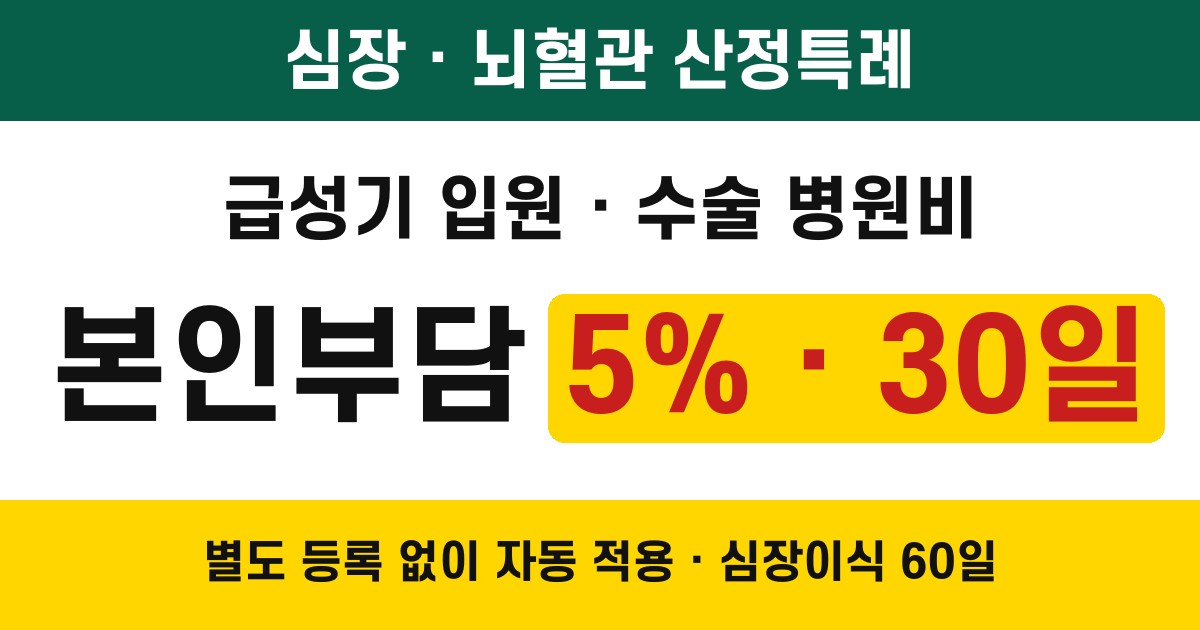 심장 · 뇌혈관 산정특례
급성기 입원 · 수술 병원비
본인부담 5% · 30일
별도 등록 없이 자동 적용 · 심장이식 60일